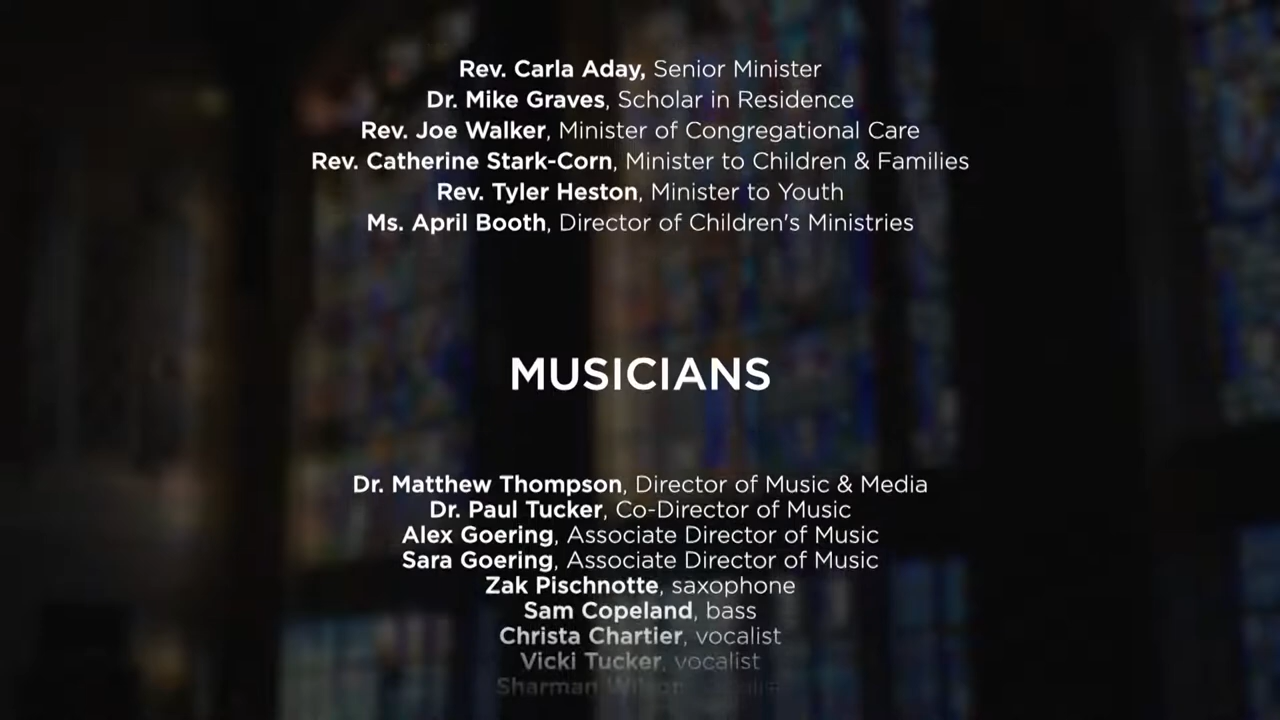 Rev. Carla Aday, Senior Minister
Dr. Mike Graves, Scholar in Residence
Rev. Joe Walker, Minister of Congregational Care
Rev. Catherine Stark-Corn, Minister to Children & Families
Rev. Tyler Heston, Minister to Youth
Ms. April Booth, Director of Children's Ministries
MUSICIANS
Dr. Matthew Thompson, Director of Music & Media
Dr. Paul Tucker, Co-Director of Music
Alex Goering, Associate Director of Music
Sara Goering, Associate Director of Music
Zak Pischnotte, saxophone
Sam Copeland, bass
Christa Chartier, vocalist
Vicki Tucker, vocalist
Sharman